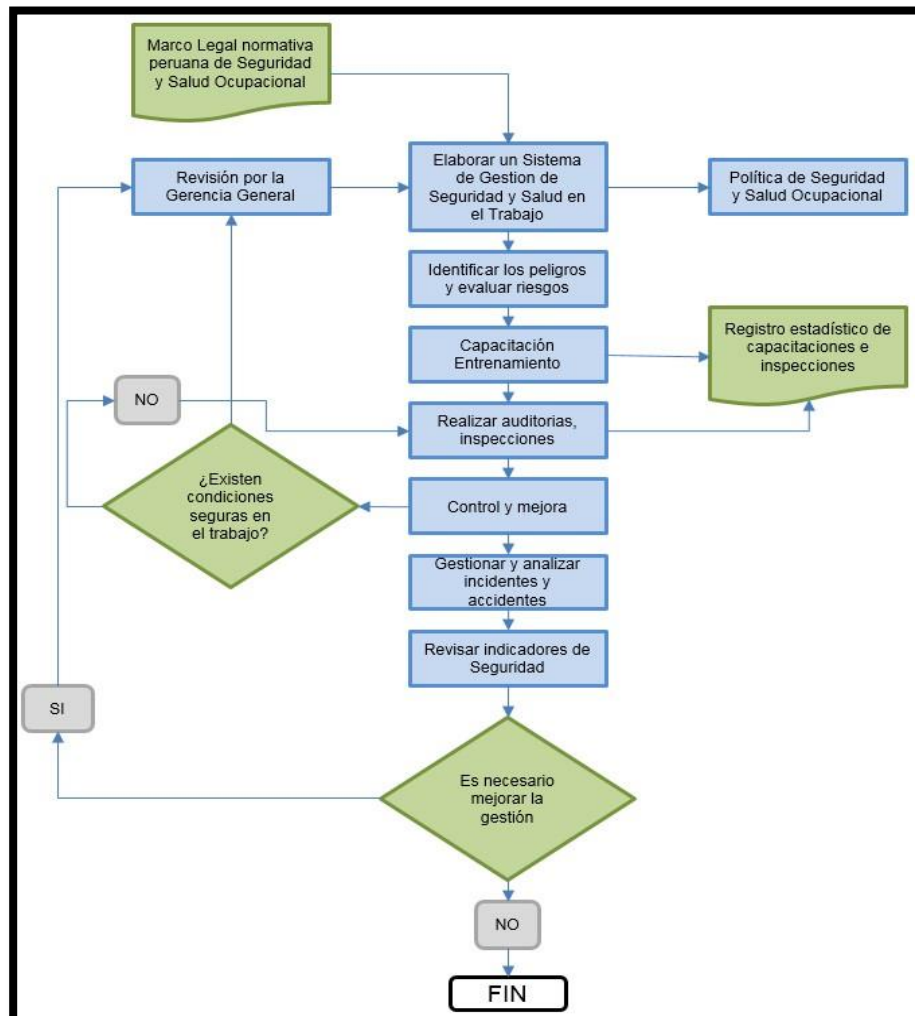 Marco Legal normativa
peruana de Seguridad
y Salud Ocupacional
Revisión por la
Gerencia General
Elaborar un Sistema
de Gestion de
Seguridad y Salud en
el Trabajo
Política de Seguridad
y Salud Ocupacional
Identificar los peligros
y evaluar riesgos
Capacitación
Entrenamiento
Registro estadístico de
capacitaciones e
inspecciones
NO
Realizar auditorias,
inspecciones
¿Existen
condiciones
seguras en
el trabajo?
Control y mejora
Gestionar y analizar
incidentes y
accidentes
Revisar indicadores de
Seguridad
SI
Es necesario
mejorar la
gestión
NO
FIN